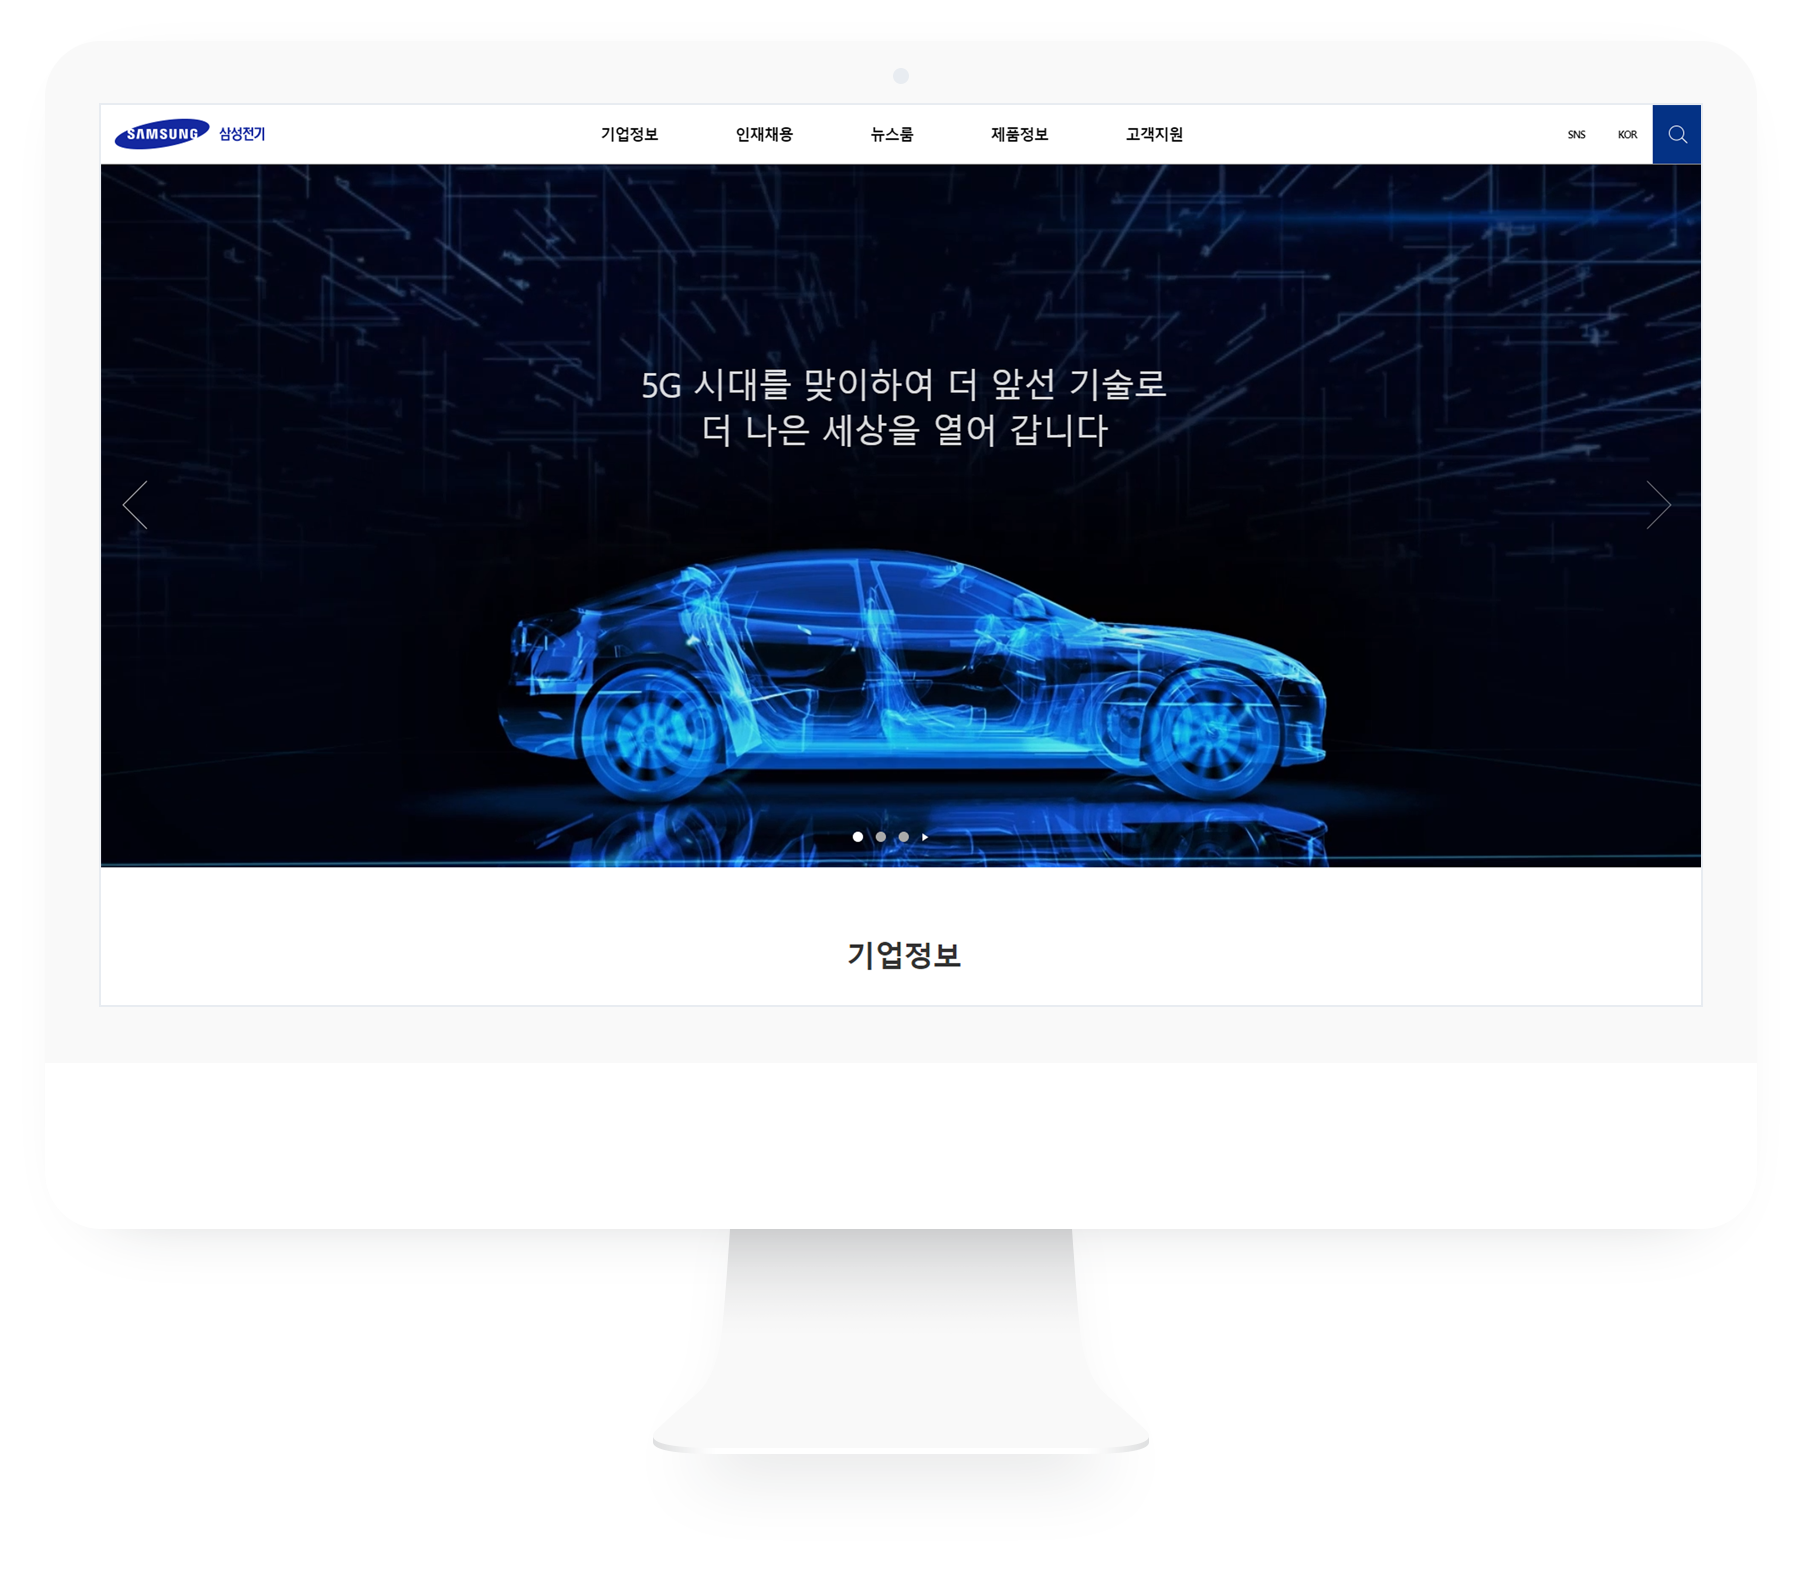 SAMSUNG 삼성전기
기업정보 인재채용 뉴스룸 제품정보 고객지원
SNS KOR
5G 시대를 맞이하여 더 앞선 기술로
더 나은 세상을 열어 갑니다
기업정보